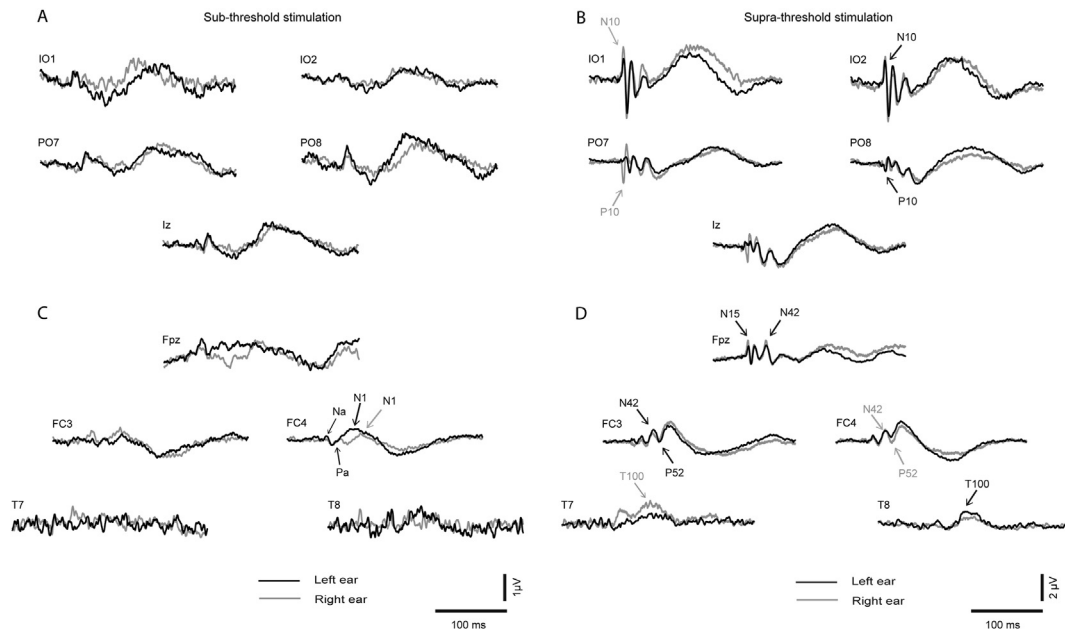 A
Sub-threshold stimulation
IO1
IO2
PO7
PO8
Iz
B
Supra-threshold stimulation
N10
IO1
N10
IO2
PO7
P10
PO8
P10
Iz
C
Fpz
FC3
FC4
Na
N1
N1
Pa
T7
T8
Left ear
Right ear
1µV
100 ms
D
N15
N42
Fpz
N42
FC3
P52
N42
FC4
P52
T100
T7
T100
T8
Left ear
Right ear
2 µV
100 ms